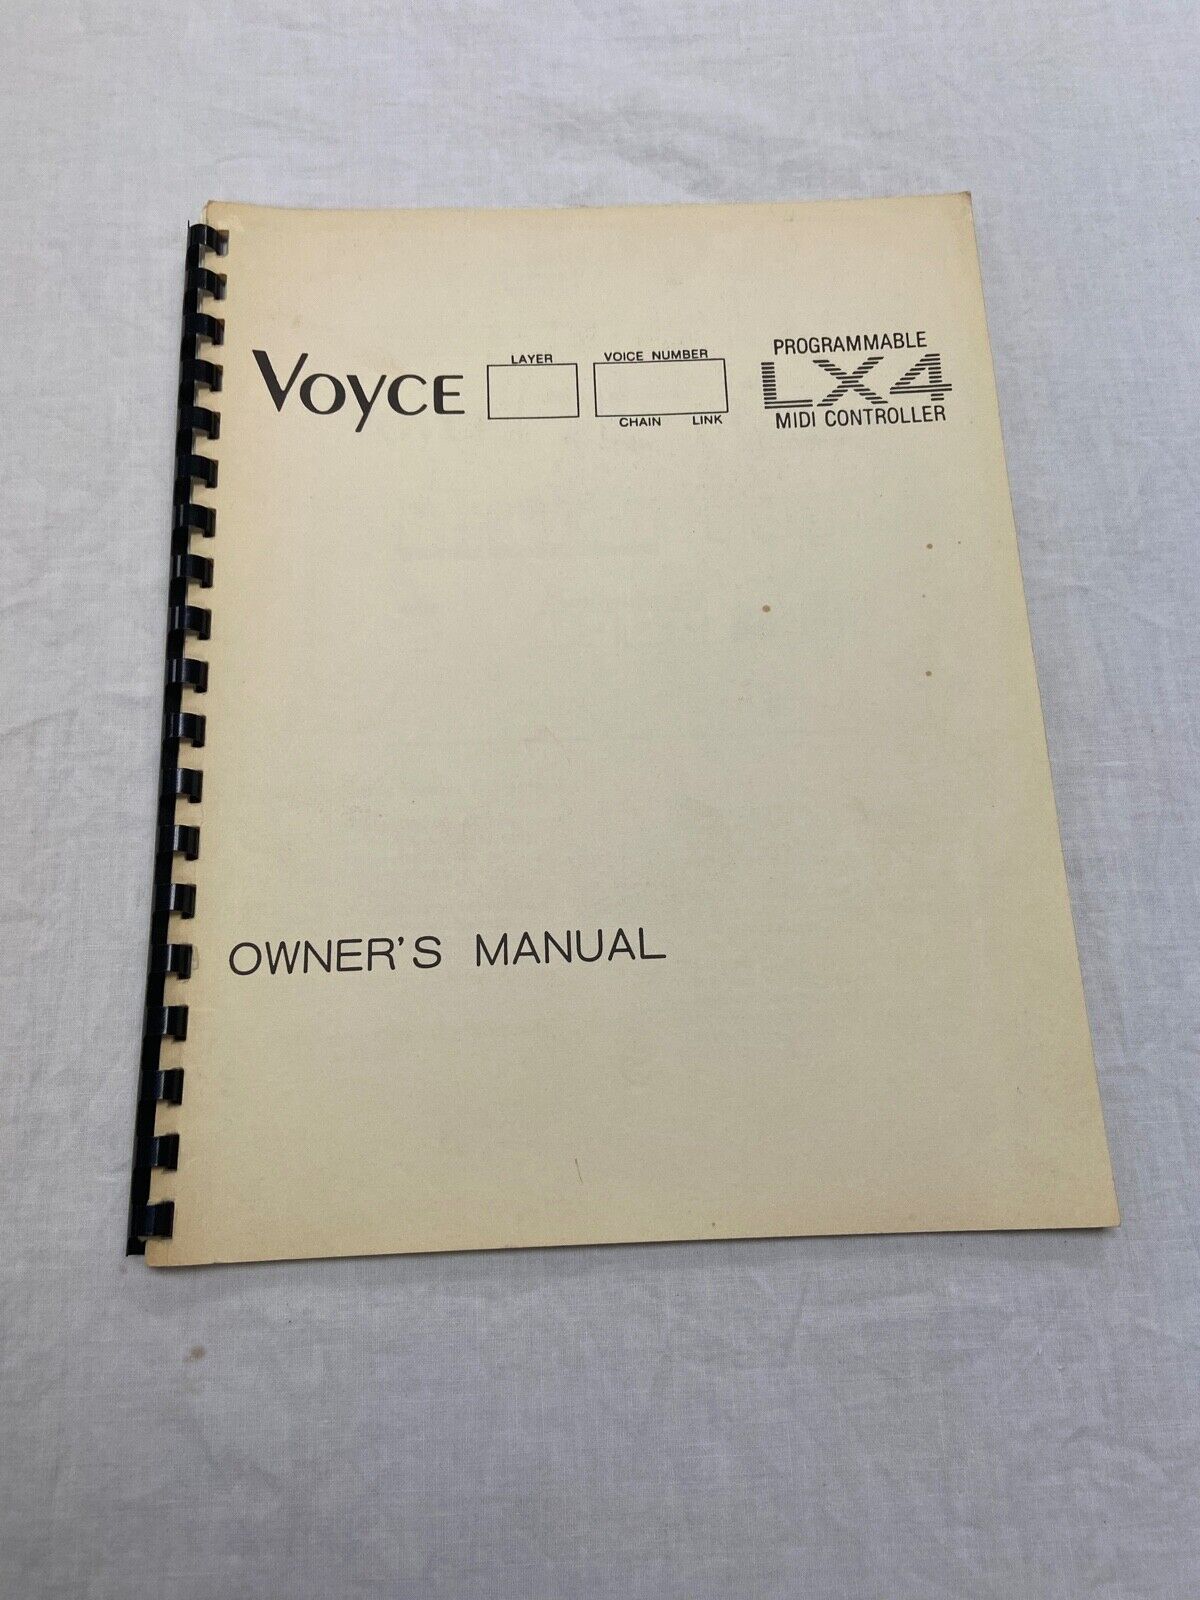 VOYCE
LAYER
VOICE NUMBER
CHAIN LINK
PROGRAMMABLE
LX4
MIDI CONTROLLER
OWNER'S MANUAL